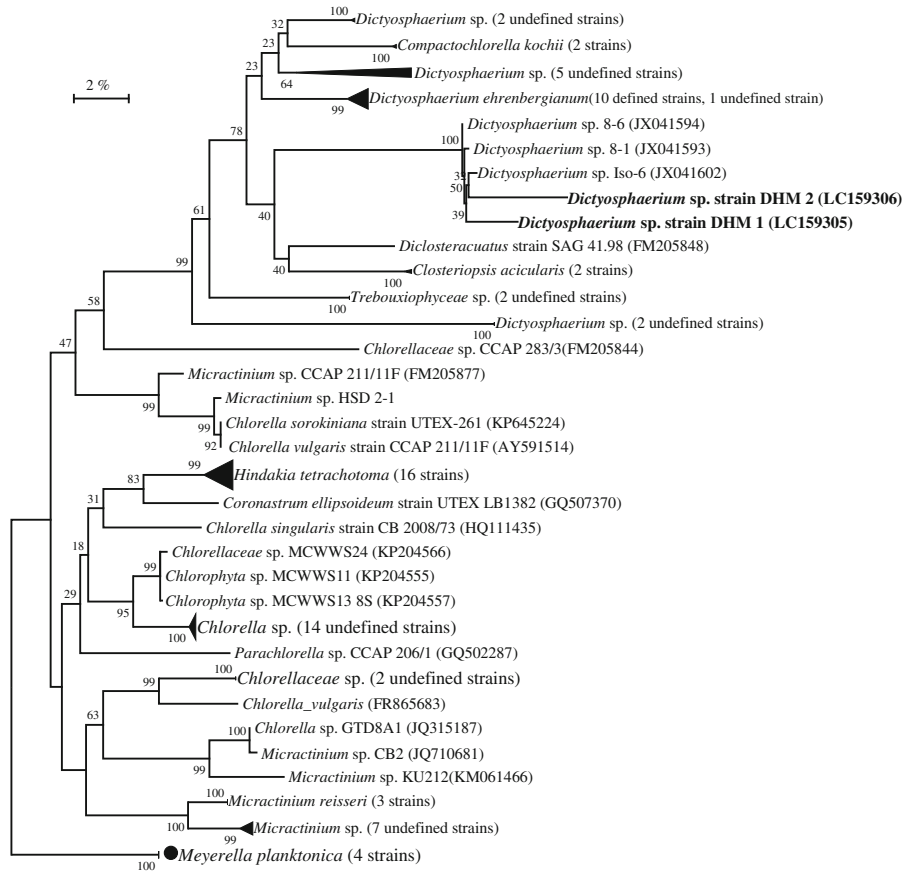 100
Dictyosphaerium sp. (2 undefined strains)
32
Compactochlorella kochii (2 strains)
23
100
2 %
23
Dictyosphaerium sp. (5 undefined strains)
64
Dictyosphaerium ehrenbergianum(10 defined strains, 1 undefined strain)
99
78
Dictyosphaerium sp. 8-6 (JX041594)
100
Dictyosphaerium sp. 8-1 (JX041593)
Dictyosphaerium sp. Iso-6 (JX041602)
50
Dictyosphaerium sp. strain DHM 2 (LC159306)
61
40
39
Dictyosphaerium sp. strain DHM 1 (LC159305)
Diclosteracuatus strain SAG 41.98 (FM205848)
99
40
Closteriopsis acicularis (2 strains)
100
Trebouxiophyceae sp. (2 undefined strains)
100
58
Dictyosphaerium sp. (2 undefined strains)
100
47
Chlorellaceae sp. CCAP 283/3(FM205844)
Micractinium sp. CCAP 211/11F (FM205877)
99
Micractinium sp. HSD 2-1
99
Chlorella sorokiniana strain UTEX-261 (KP645224)
92
Chlorella vulgaris strain CCAP 211/11F (AY591514)
99
Hindakia tetrachotoma (16 strains)
83
31
Coronastrum ellipsoideum strain UTEX LB1382 (GQ507370)
Chlorella singularis strain CB 2008/73 (HQ111435)
18
Chlorellaceae sp. MCWWS24 (KP204566)
99
Chlorophyta sp. MCWWS11 (KP204555)
29
Chlorophyta sp. MCWWS13 8S (KP204557)
95
Chlorella sp. (14 undefined strains)
100
Parachlorella sp. CCAP 206/1 (GQ502287)
100
Chlorellaceae sp. (2 undefined strains)
99
Chlorella_vulgaris (FR865683)
63
Chlorella sp. GTD8A1 (JQ315187)
100
Micractinium sp. CB2 (JQ710681)
99
Micractinium sp. KU212(KM061466)
100
Micractinium reisseri (3 strains)
100
Micractinium sp. (7 undefined strains)
99
Meyerella planktonica (4 strains)
100